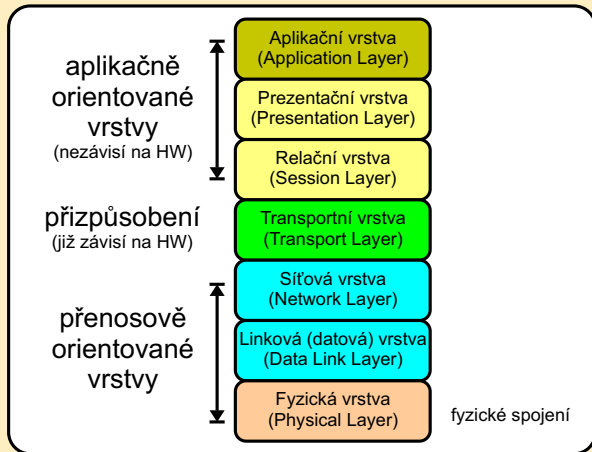 aplikačně
orientované
vrstvy
(nezávisí na HW)
Aplikační vrstva
(Application Layer)
Prezentační vrstva
(Presentation Layer)
Relační vrstva
(Session Layer)
přizpůsobení
(již závisí na HW)
Transportní vrstva
(Transport Layer)
přenosově
orientované
vrstvy
Síťová vrstva
(Network Layer)
Linková (datová) vrstva
(Data Link Layer)
Fyzická vrstva
(Physical Layer)
fyzické spojení